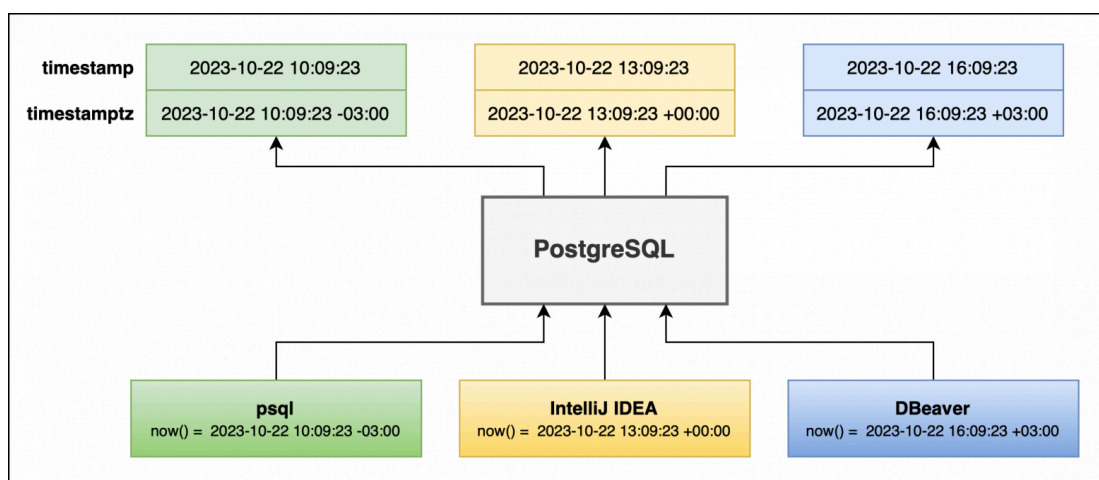 timestamp 2023-10-22 10:09:23 2023-10-22 13:09:23 2023-10-22 16:09:23
timestamptz 2023-10-22 10:09:23 -03:00 2023-10-22 13:09:23 +00:00 2023-10-22 16:09:23 +03:00
PostgreSQL
psql
now() = 2023-10-22 10:09:23 -03:00
IntelliJ IDEA
now() = 2023-10-22 13:09:23 +00:00
DBeaver
now() = 2023-10-22 16:09:23 +03:00